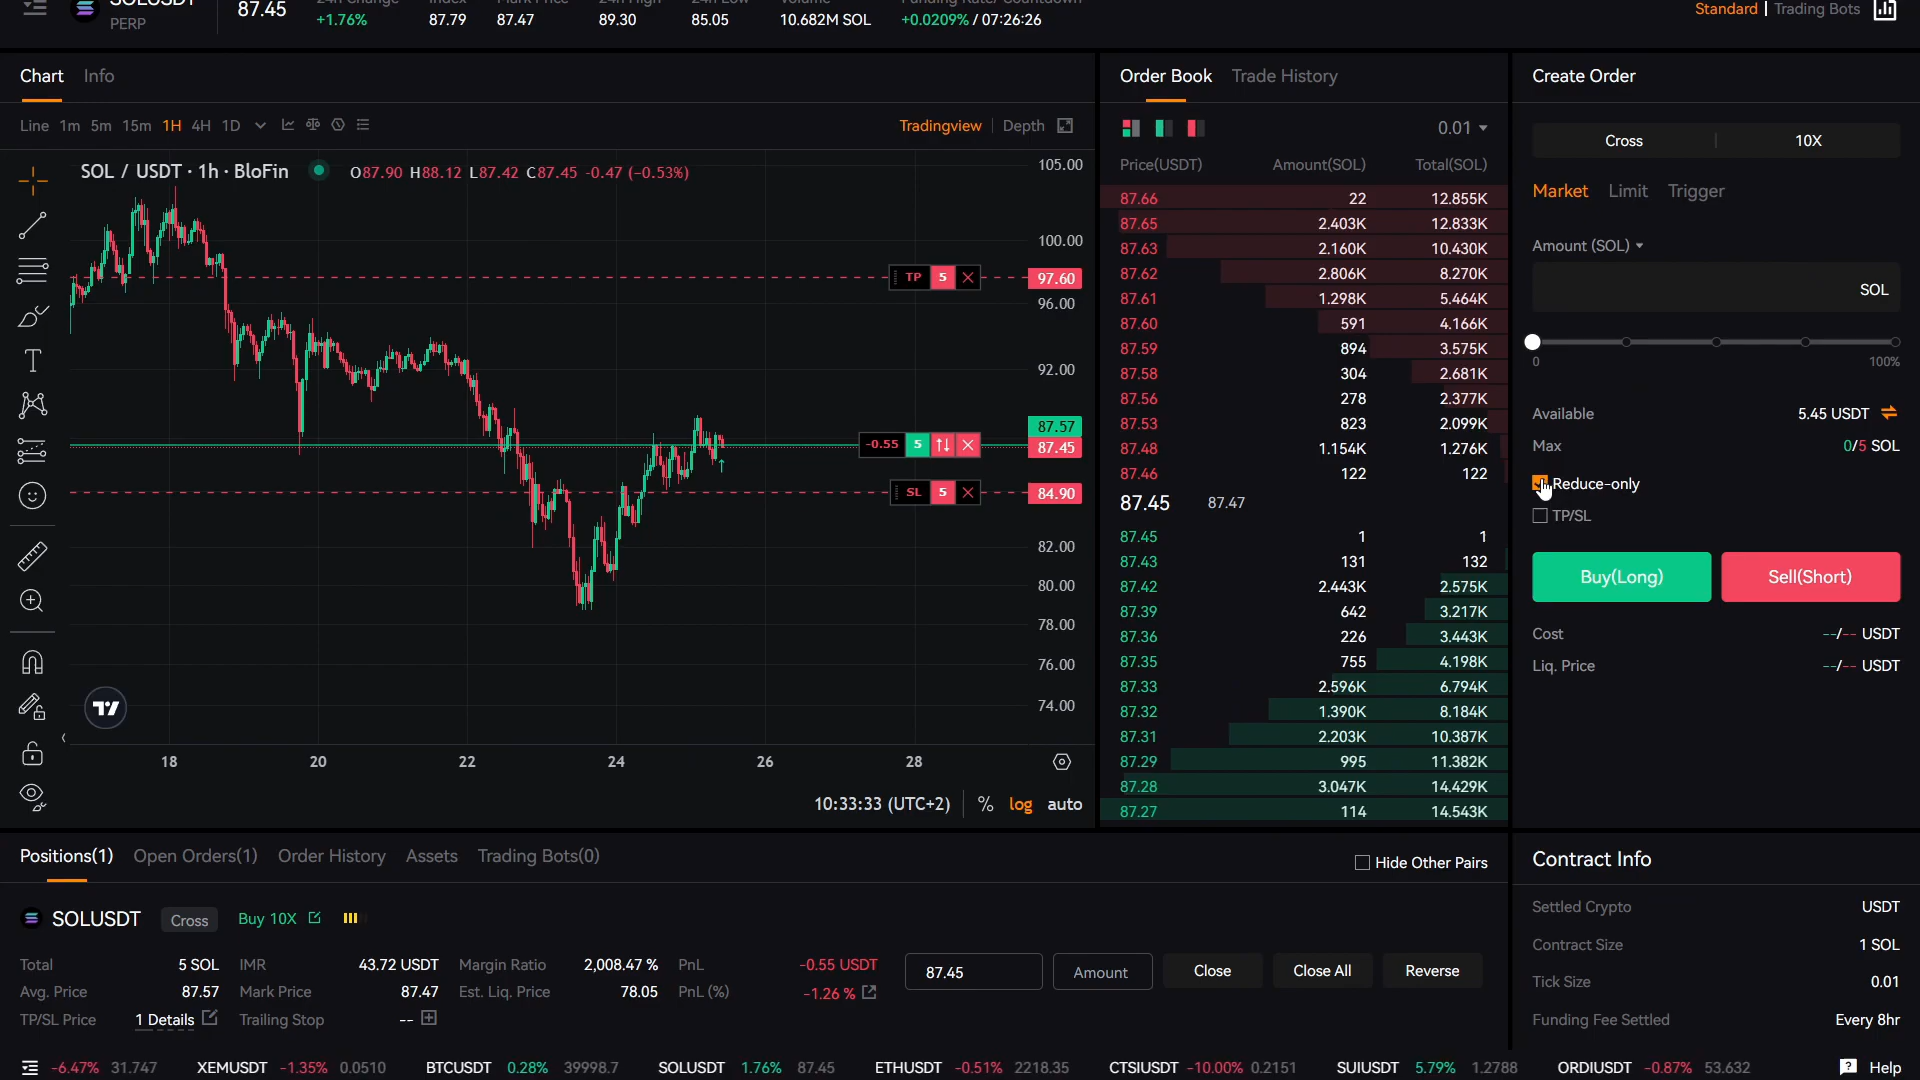 SOLUSDT
PERP
87.45
24h Change
+1.76%
Index
87.79
Mark Price
87.47
24h High
89.30
24h Low
85.05
Volume
10.682M SOL
Funding Rate/ Countdown
+0.0209% / 07:26:26
Standard | Trading Bots
Chart Info
Line 1m 5m 15m 1H 4H 1D
Tradingview Depth
SOL / USDT · 1h · BloFin O87.90 H88.12 L87.42 C87.45 -0.47 (-0.53%)
105.00
100.00
TP 5 97.60
96.00
92.00
87.57
-0.55 5 87.45
SL 5 84.90
82.00
80.00
78.00
76.00
74.00
18 20 22 24 26 28
10:33:33 (UTC+2) % log auto
Order Book Trade History
0.01
Price(USDT) Amount(SOL) Total(SOL)
87.66 22 12.855K
87.65 2.403K 12.833K
87.63 2.160K 10.430K
87.62 2.806K 8.270K
87.61 1.298K 5.464K
87.60 591 4.166K
87.59 894 3.575K
87.58 304 2.681K
87.56 278 2.377K
87.53 823 2.099K
87.48 1.154K 1.276K
87.46 122 122
87.45 87.47
87.45 1 1
87.43 131 132
87.42 2.443K 2.575K
87.39 642 3.217K
87.36 226 3.443K
87.35 755 4.198K
87.33 2.596K 6.794K
87.32 1.390K 8.184K
87.31 2.203K 10.387K
87.29 995 11.382K
87.28 3.047K 14.429K
87.27 114 14.543K
Create Order
Cross 10X
Market Limit Trigger
Amount (SOL)
SOL
0 100%
Available 5.45 USDT
Max 0/5 SOL
Reduce-only
TP/SL
Buy(Long) Sell(Short)
Cost --/-- USDT
Liq. Price --/-- USDT
Positions(1) Open Orders(1) Order History Assets Trading Bots(0)
Hide Other Pairs
SOLUSDT Cross Buy 10X
Total 5 SOL IMR 43.72 USDT Margin Ratio 2,008.47 % PnL -0.55 USDT
Avg. Price 87.57 Mark Price 87.47 Est. Liq. Price 78.05 PnL (%) -1.26 %
TP/SL Price 1 Details Trailing Stop --
87.45 Amount Close Close All Reverse
Contract Info
Settled Crypto USDT
Contract Size 1 SOL
Tick Size 0.01
Funding Fee Settled Every 8hr
-6.47% 31.747 XEMUSDT -1.35% 0.0510 BTCUSDT 0.28% 39998.7 SOLUSDT 1.76% 87.45 ETHUSDT -0.51% 2218.35 CTSIUSDT -10.00% 0.2151 SUIUSDT 5.79% 1.2788 ORDIUSDT -0.87% 53.632 Help